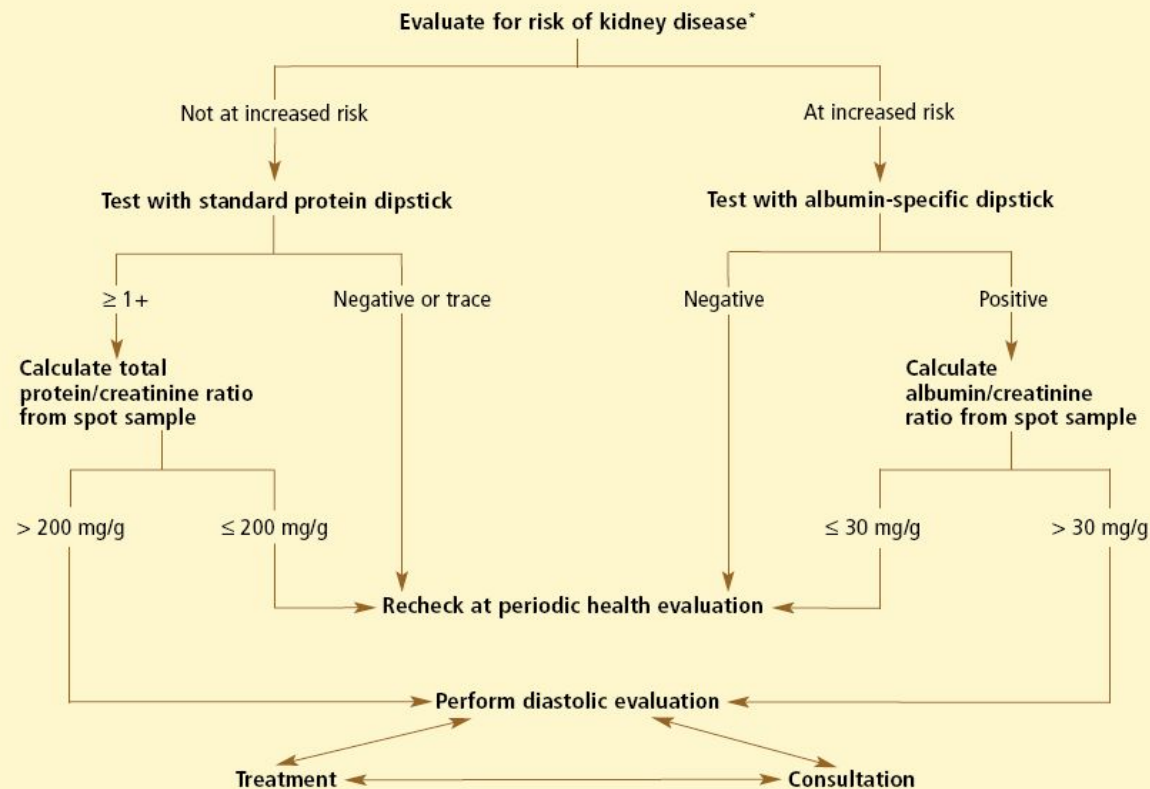 Evaluate for risk of kidney disease*
Not at increased risk
At increased risk
Test with standard protein dipstick
Test with albumin-specific dipstick
≥ 1+
Negative or trace
Negative
Positive
Calculate total
protein/creatinine ratio
from spot sample
Calculate
albumin/creatinine
ratio from spot sample
> 200 mg/g
≤ 200 mg/g
≤ 30 mg/g
> 30 mg/g
Recheck at periodic health evaluation
Perform diastolic evaluation
Treatment
Consultation